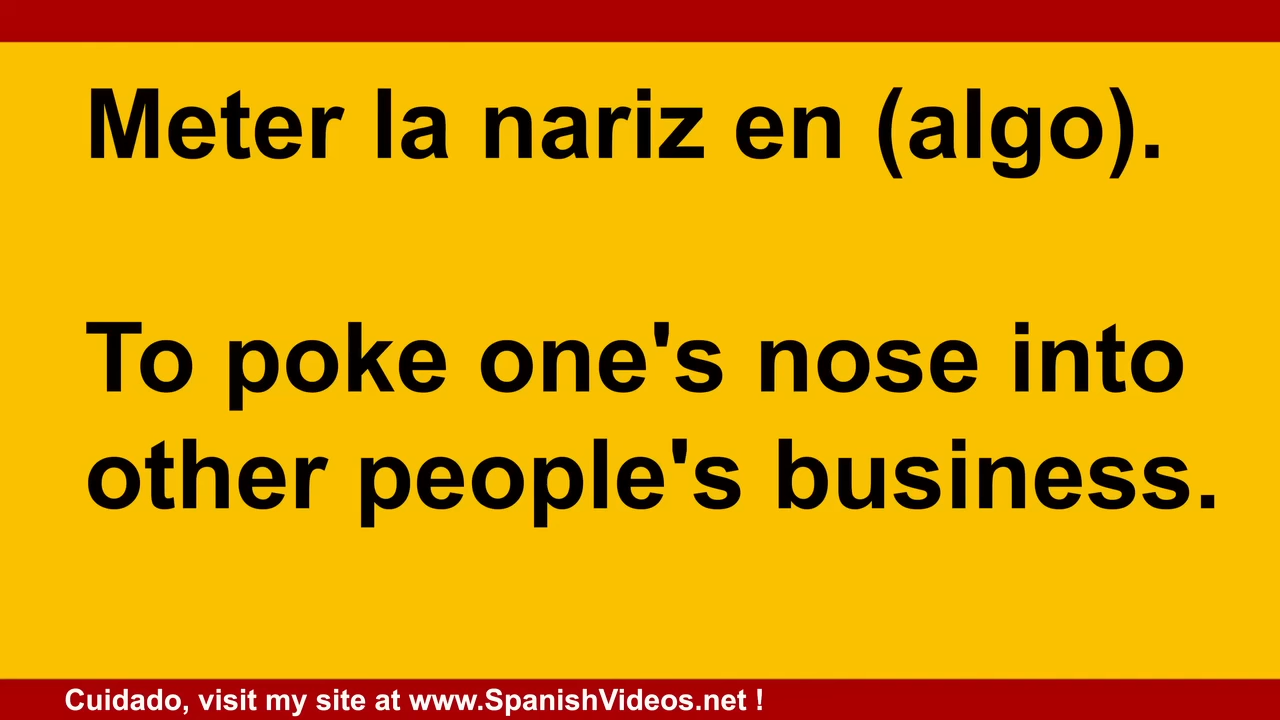 Meter la nariz en (algo).
To poke one's nose into
other people's business.
Cuidado, visit my site at www.SpanishVideos.net !